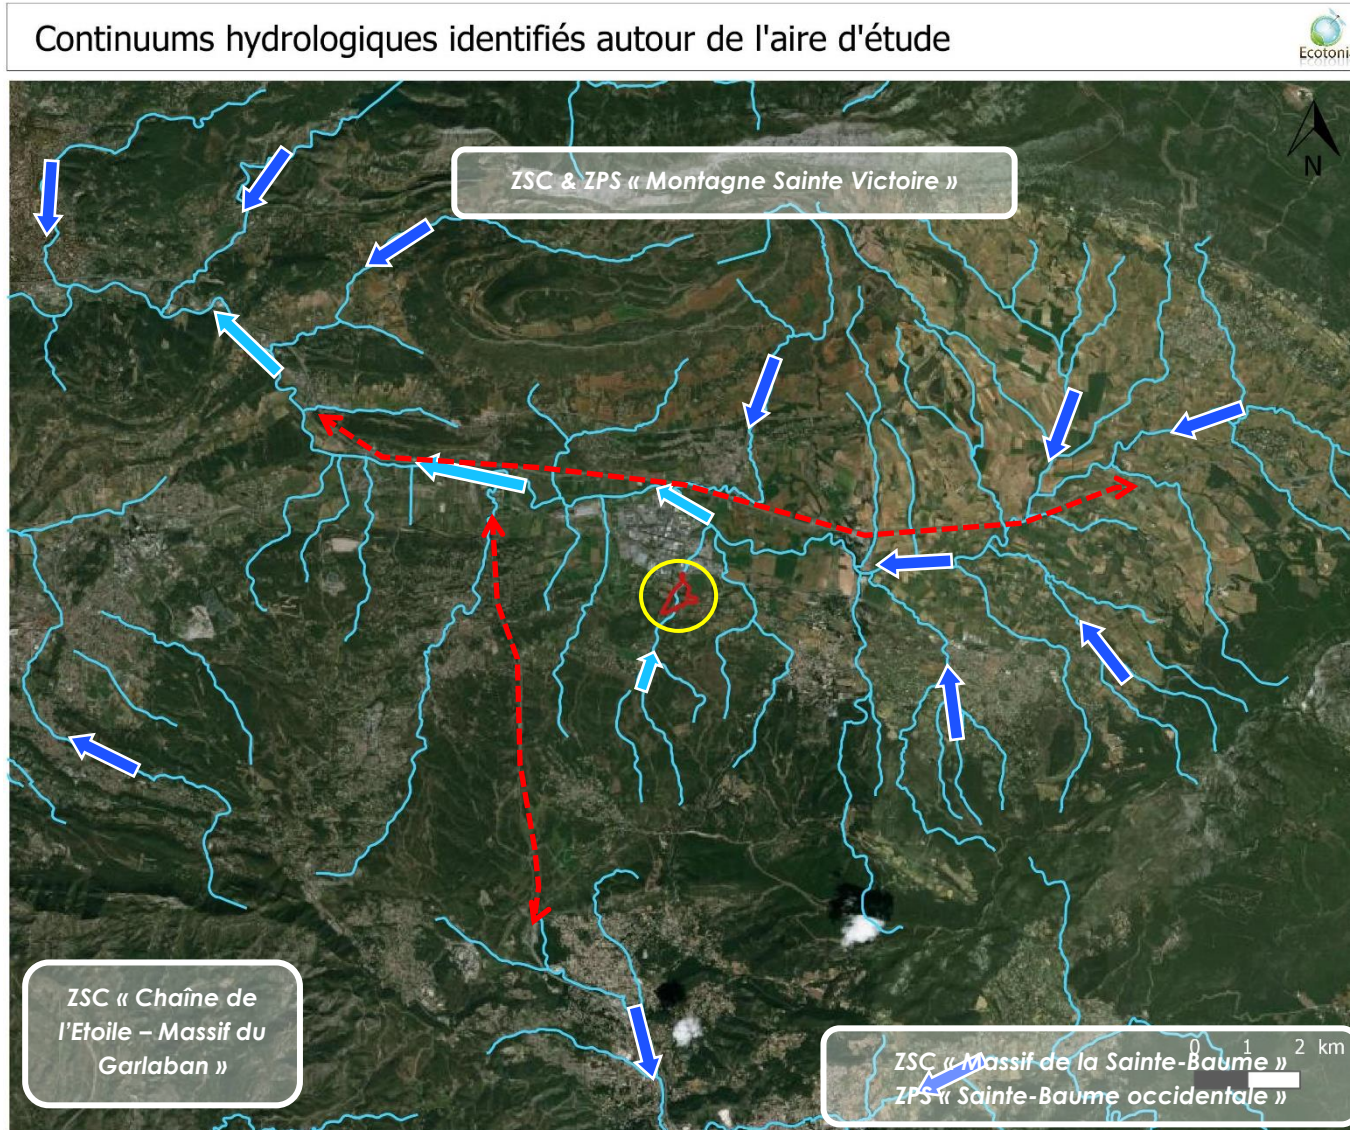 Continuums hydrologiques identifiés autour de l'aire d'étude
Ecotoni
N
ZSC & ZPS « Montagne Sainte Victoire »
ZSC « Chaîne de
l'Etoile – Massif du
Garlaban »
0 1 2 km
ZSC « Massif de la Sainte-Baume »
ZPS « Sainte-Baume occidentale »